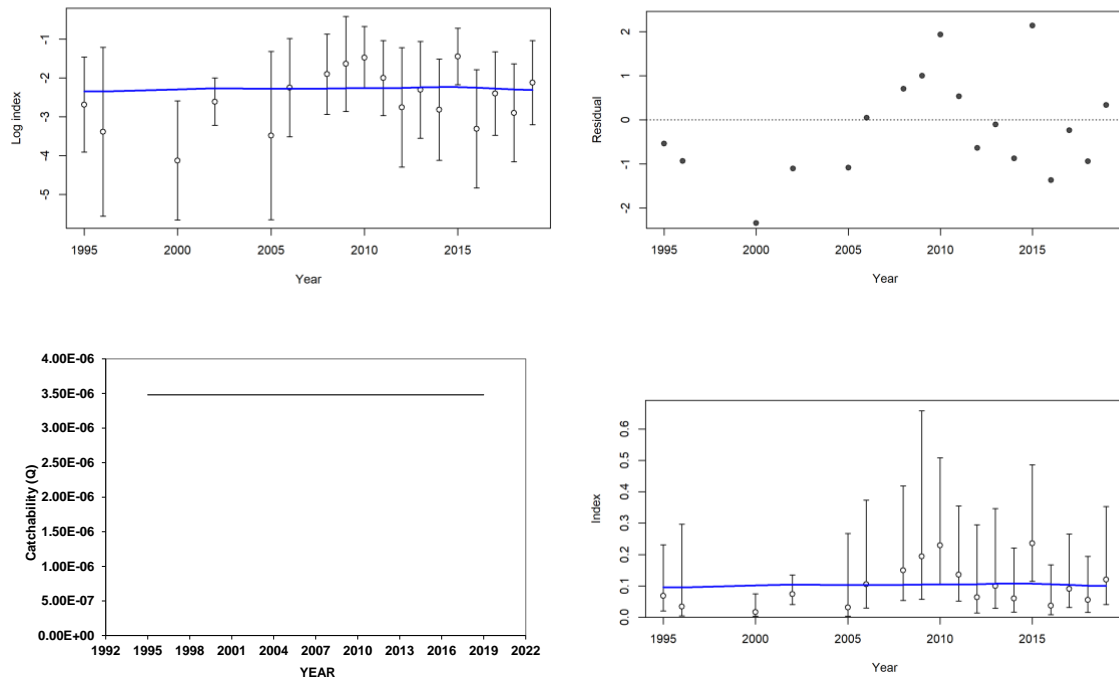 -1
-2
-3
-4
-5
Log index
1995
2000
2005
2010
2015
Year
2
1
0
-1
-2
Residual
1995
2000
2005
2010
2015
Year
4.00E-06
3.50E-06
3.00E-06
2.50E-06
2.00E-06
1.50E-06
1.00E-06
5.00E-07
0.00E+00
Catchability (Q)
1992 1995 1998 2001 2004 2007 2010 2013 2016 2019 2022
YEAR
0.6
0.5
0.4
0.3
0.2
0.1
0.0
Index
1995
2000
2005
2010
2015
Year